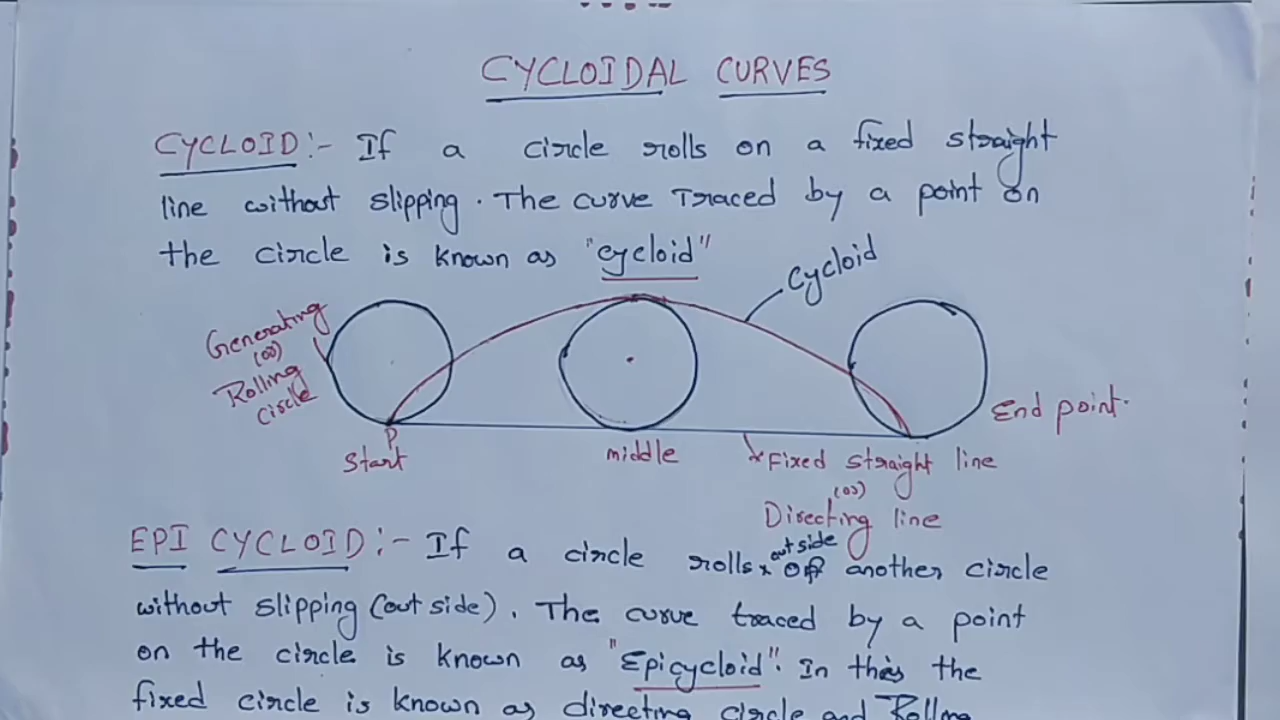 CYCLOIDAL CURVES
CYCLOID:- If a circle rolls on a fixed straight
line without slipping. The curve Traced by a point on
the circle is known as "cycloid"
Cycloid
Generating
(or)
Rolling
circle
End point.
P
Start
middle
Fixed straight line
(or)
Directing line
EPI CYCLOID:- If a circle rolls outside of another circle
without slipping (out side). The curve traced by a point
on the circle is known as "Epicycloid". In this the
fixed circle is known as directing circle and Rolling